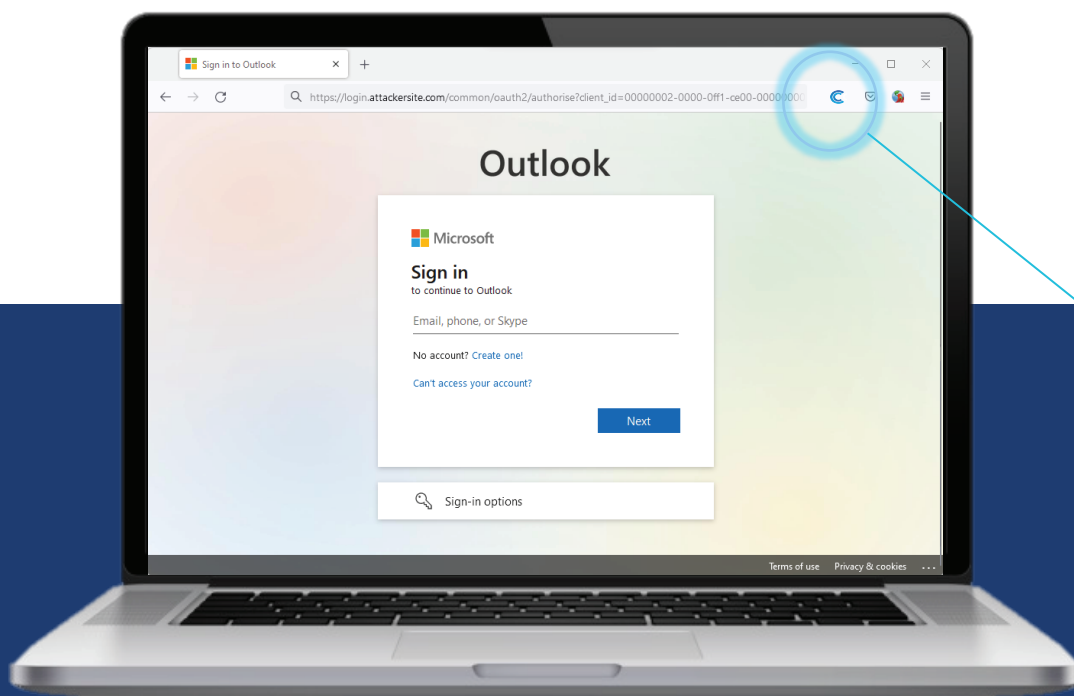 Sign in to Outlook
https://login.attackersite.com/common/oauth2/authorise?client_id=00000002-0000-0ff1-ce00-00000000
Outlook
Microsoft
Sign in
to continue to Outlook
Email, phone, or Skype
No account? Create one!
Can't access your account?
Next
Sign-in options
Terms of use Privacy & cookies ...